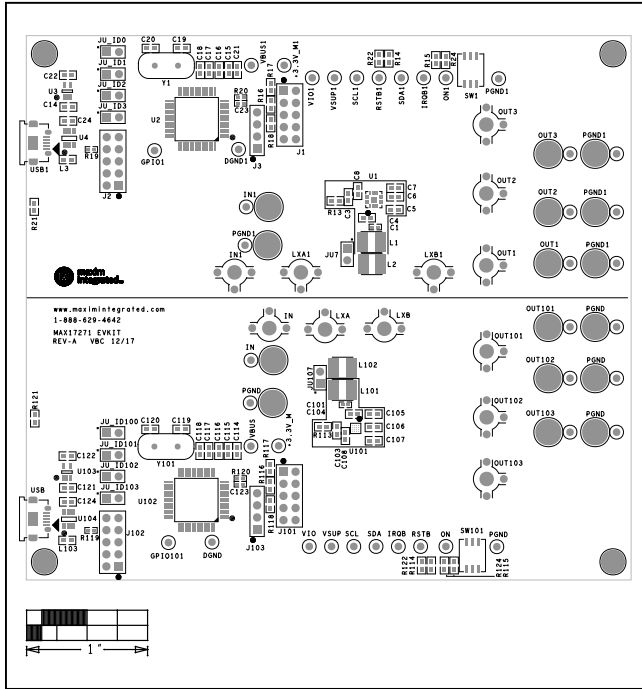 JU_ID0
C20
C19
C18
C17
C16
C15
C21
VBUS1
+3.3V_M1
C22
JU_ID1
Y1
R17
R22
R14
R15
R24
U3
JU_ID2
R20
R16
VIO1
VSUP1
SCL1
RSTB1
SDA1
IRQB1
ON1
SW1
PGND1
C14
C23
JU_ID3
C24
U2
R18
OUT3
U4
OUT3
PGND1
USB1
L3
R19
GPIO1
DGND1
J3
J1
J2
C8
U1
OUT2
C7
C6
OUT2
PGND1
R21
IN1
R13
C3
C5
C4
C1
PGND1
L1
OUT1
OUT1
PGND1
JU7
L2
IN1
LXA1
LXB1
maxim
integrated™
www.maximintegrated.com
1-888-629-4642
MAX17271 EVKIT
REV-A VBC 12/17
IN
LXA
LXB
OUT101
PGND
OUT101
IN
L102
OUT102
PGND
JU107
L101
R121
PGND
OUT102
C101
C104
C105
OUT103
PGND
JU_ID100
C120
C119
C118
C117
C116
C115
C114
VBUS
+3.3V_M
R113
C106
C122
JU_ID101
R117
C103
C108
U101
C107
Y101
U103
JU_ID102
R116
OUT103
C121
R120
USB
C124
JU_ID103
C123
U102
R118
U104
J102
VIO
VSUP
SCL
SDA
IRQB
RSTB
ON
SW101
PGND
L103
R119
GPIO101
DGND
J103
J101
R122
R114
R124
R115
1"